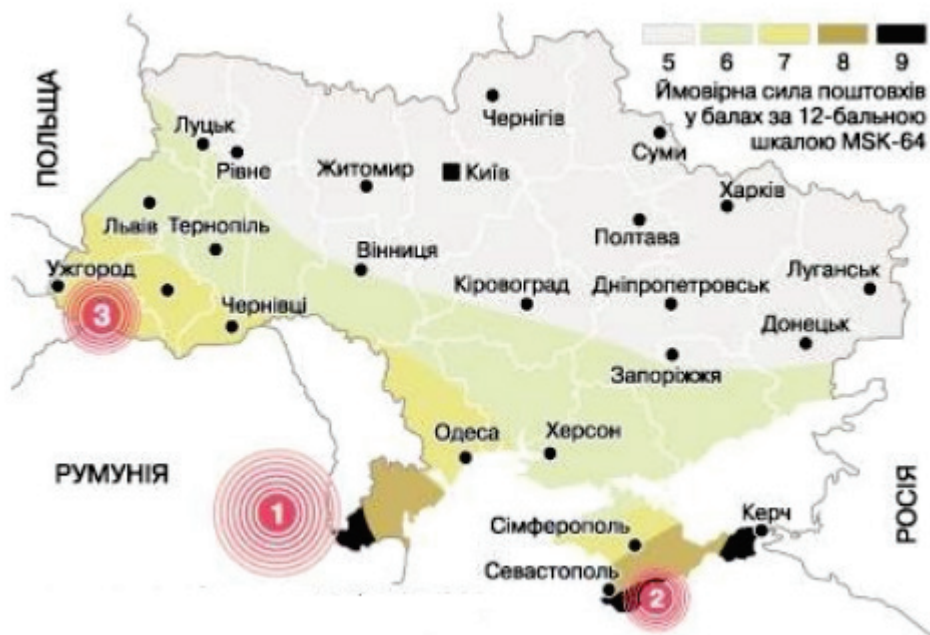 5 6 7 8 9
Ймовірна сила поштовхів
у балах за 12-бальною
шкалою MSK-64
ПОЛЬЩА
Чернігів
Луцьк
Рівне
Житомир
Київ
Суми
Харків
Львів
Тернопіль
Полтава
Вінниця
Ужгород
Кіровоград
Дніпропетровськ
Луганськ
3
Чернівці
Донецьк
Запоріжжя
Одеса
Херсон
РУМУНІЯ
РОСІЯ
1
Сімферополь
Керч
Севастополь
2